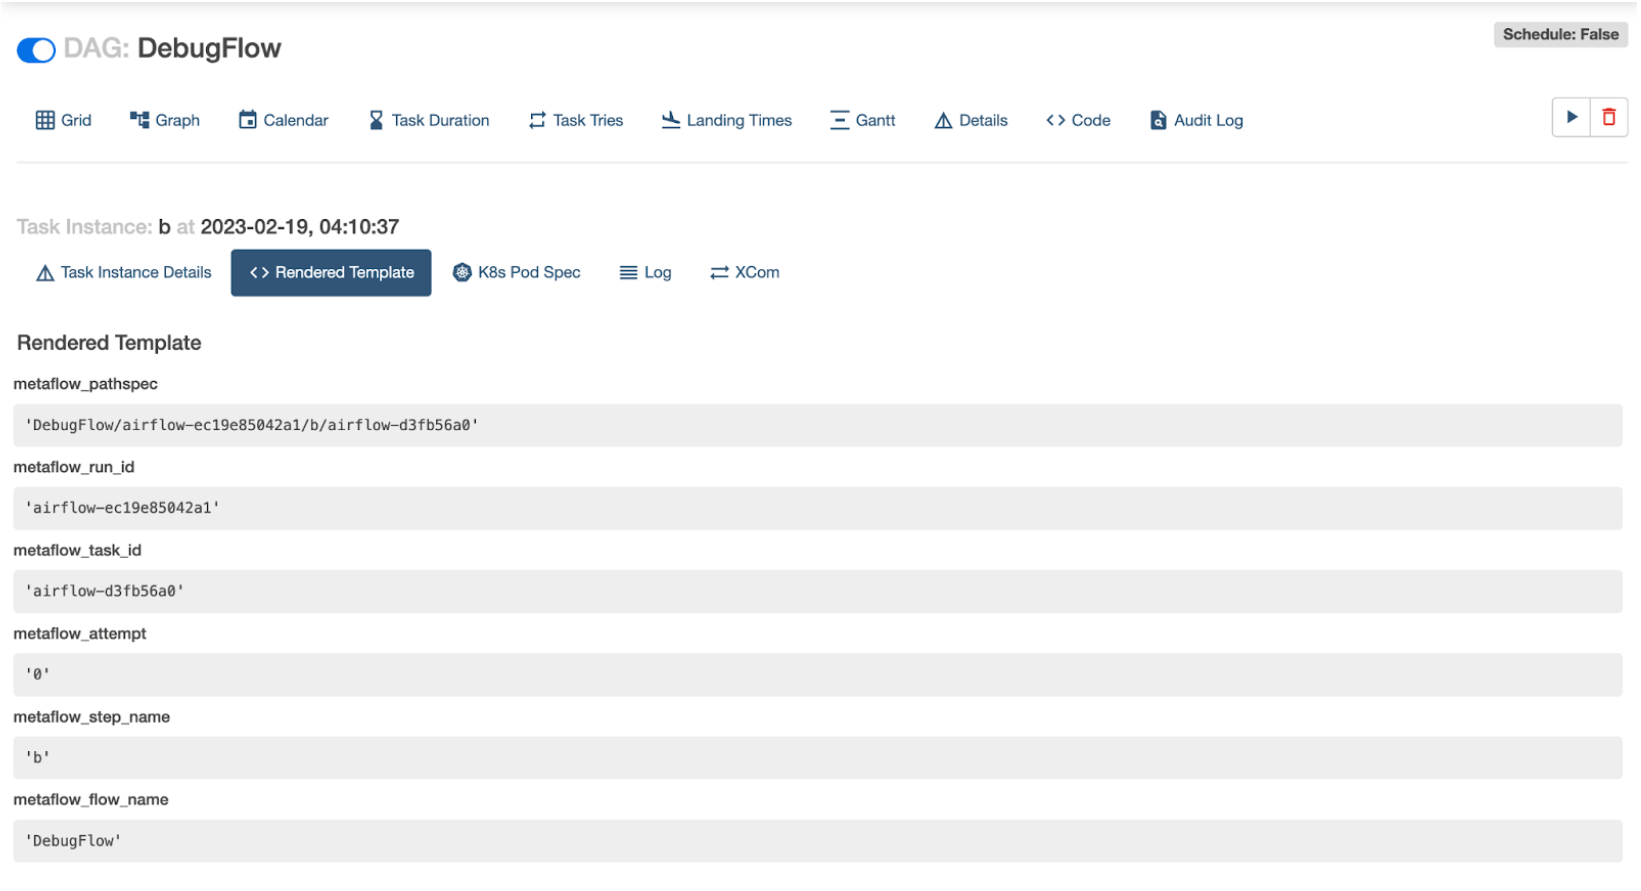 DAG: DebugFlow
Schedule: False
Grid Graph Calendar Task Duration Task Tries Landing Times Gantt Details <> Code Audit Log
Task Instance: b at 2023-02-19, 04:10:37
Task Instance Details <> Rendered Template K8s Pod Spec Log XCom
Rendered Template
metaflow_pathspec
'DebugFlow/airflow-ec19e85042a1/b/airflow-d3fb56a0'
metaflow_run_id
'airflow-ec19e85042a1'
metaflow_task_id
'airflow-d3fb56a0'
metaflow_attempt
'0'
metaflow_step_name
'b'
metaflow_flow_name
'DebugFlow'